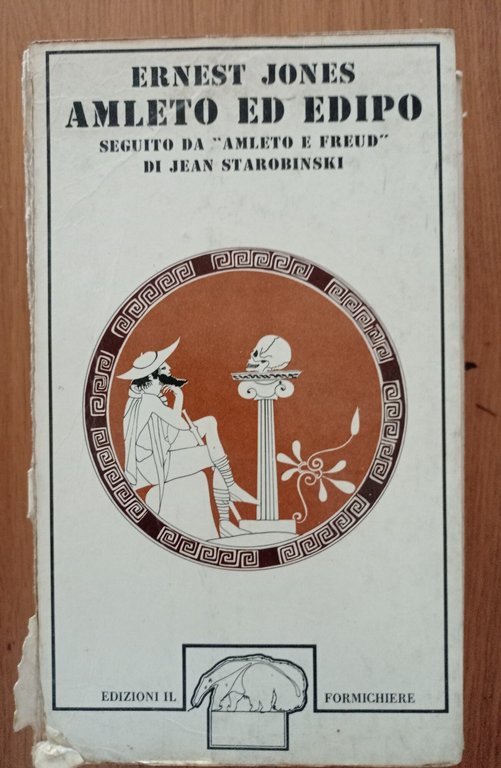 ERNEST JONES
AMLETO ED EDIPO
SEGUITO DA "AMLETO E FREUD"
DI JEAN STAROBINSKI
EDIZIONI IL FORMICHIERE